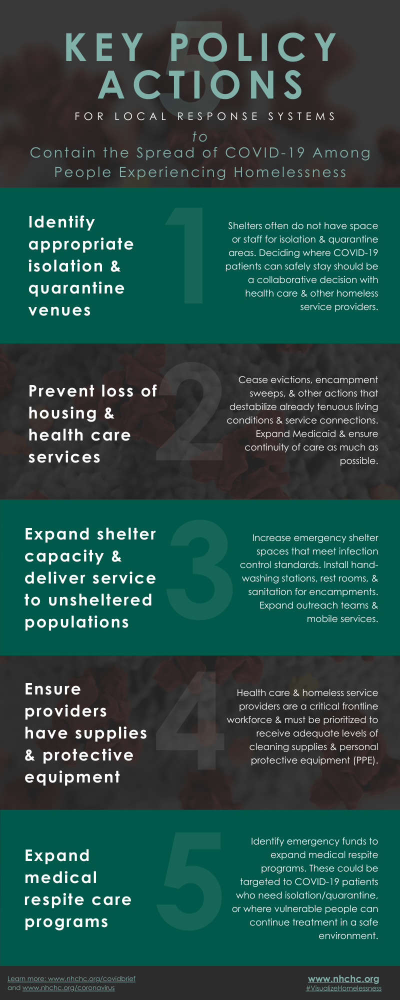 5
KEY POLICY
ACTIONS
FOR LOCAL RESPONSE SYSTEMS
to
Contain the Spread of COVID-19 Among
People Experiencing Homelessness
1
Identify
appropriate
isolation &
quarantine
venues
Shelters often do not have space
or staff for isolation & quarantine
areas. Deciding where COVID-19
patients can safely stay should be
a collaborative decision with
health care & other homeless
service providers.
2
Prevent loss of
housing &
health care
services
Cease evictions, encampment
sweeps, & other actions that
destabilize already tenuous living
conditions & service connections.
Expand Medicaid & ensure
continuity of care as much as
possible.
3
Expand shelter
capacity &
deliver service
to unsheltered
populations
Increase emergency shelter
spaces that meet infection
control standards. Install hand-
washing stations, rest rooms, &
sanitation for encampments.
Expand outreach teams &
mobile services.
4
Ensure
providers
have supplies
& protective
equipment
Health care & homeless service
providers are a critical frontline
workforce & must be prioritized to
receive adequate levels of
cleaning supplies & personal
protective equipment (PPE).
5
Expand
medical
respite care
programs
Identify emergency funds to
expand medical respite
programs. These could be
targeted to COVID-19 patients
who need isolation/quarantine,
or where vulnerable people can
continue treatment in a safe
environment.
Learn more: www.nhchc.org/covidbrief
and www.nhchc.org/coronavirus
www.nhchc.org
#VisualizeHomelessness